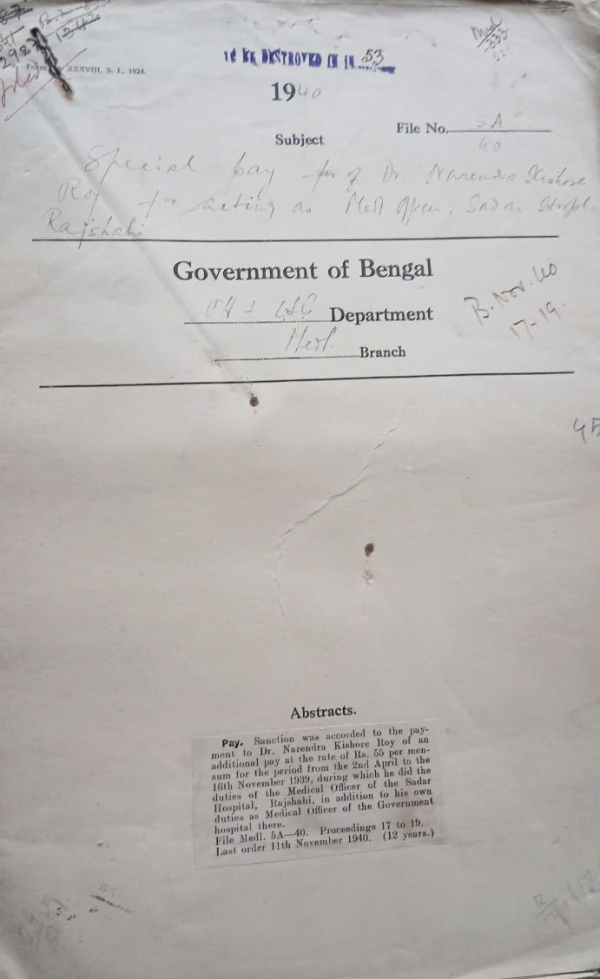 XXXVIII, S. L. 1924.
TO BE DESTROYED IN 1953
1940
File No. 5A
40
Subject
Special pay for Dr. Narendra Kishore
Roy for acting as Medl Officer, Sadar
Rajshahi
Government of Bengal
Department
Medl. Branch
B. Nov. 40
17-19.
Abstracts.
Pay. Sanction was accorded to the pay-
ment to Dr. Narendra Kishore Roy of an
additional pay at the rate of Rs. 55 per men-
sum for the period from the 2nd April to the
16th November 1939, during which he did the
duties of the Medical Officer of the Sadar
Hospital, Rajshahi, in addition to his own
duties as Medical Officer of the Government
hospital there.
File Medl. 5A—40. Proceedings 17 to 19.
Last order 11th November 1940. (12 years.)